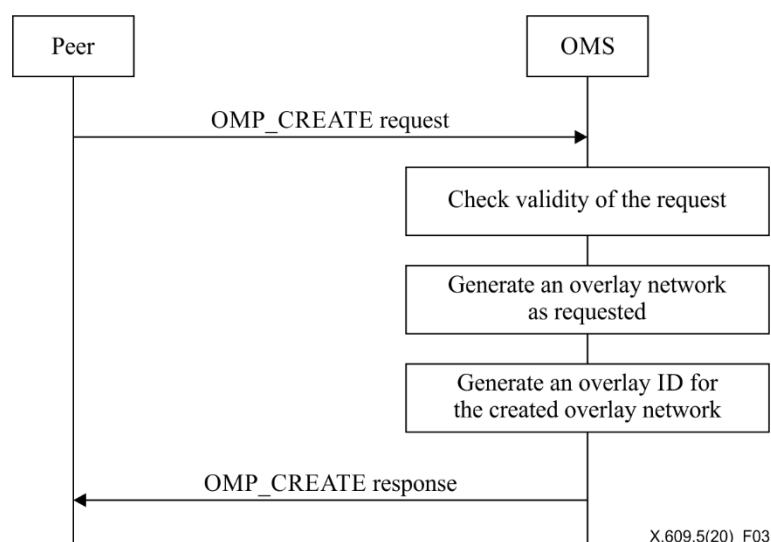 Peer
OMS
OMP_CREATE request
Check validity of the request
Generate an overlay network
as requested
Generate an overlay ID for
the created overlay network
OMP_CREATE response
X.609.5(20)_F03